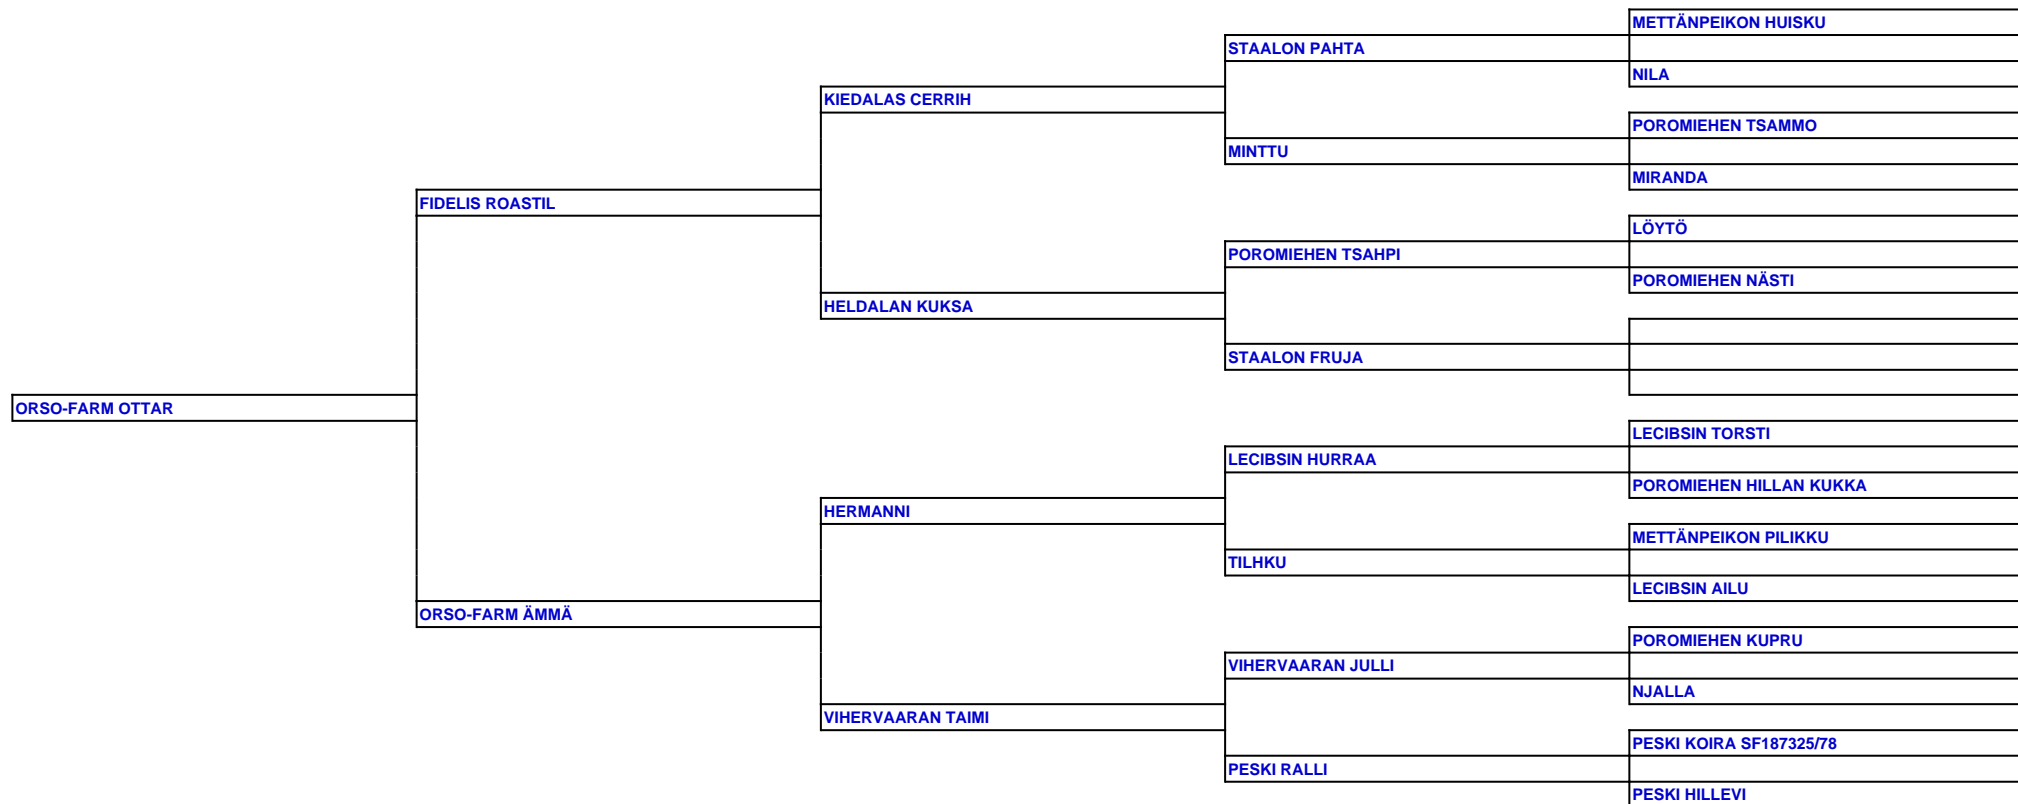 METTÄNPEIKON HUISKU
STAALON PAHTA
NILA
KIEDALAS CERRIH
POROMIEHEN TSAMMO
MINTTU
MIRANDA
FIDELIS ROASTIL
LÖYTÖ
POROMIEHEN TSAHPI
POROMIEHEN NÄSTI
HELDALAN KUKSA
STAALON FRUJA
ORSO-FARM OTTAR
LECIBSIN TORSTI
LECIBSIN HURRAA
POROMIEHEN HILLAN KUKKA
HERMANNI
METTÄNPEIKON PILIKKU
TILHKU
LECIBSIN AILU
ORSO-FARM ÄMMÄ
POROMIEHEN KUPRU
VIHERVAARAN JULLI
NJALLA
VIHERVAARAN TAIMI
PESKI KOIRA SF187325/78
PESKI RALLI
PESKI HILLEVI